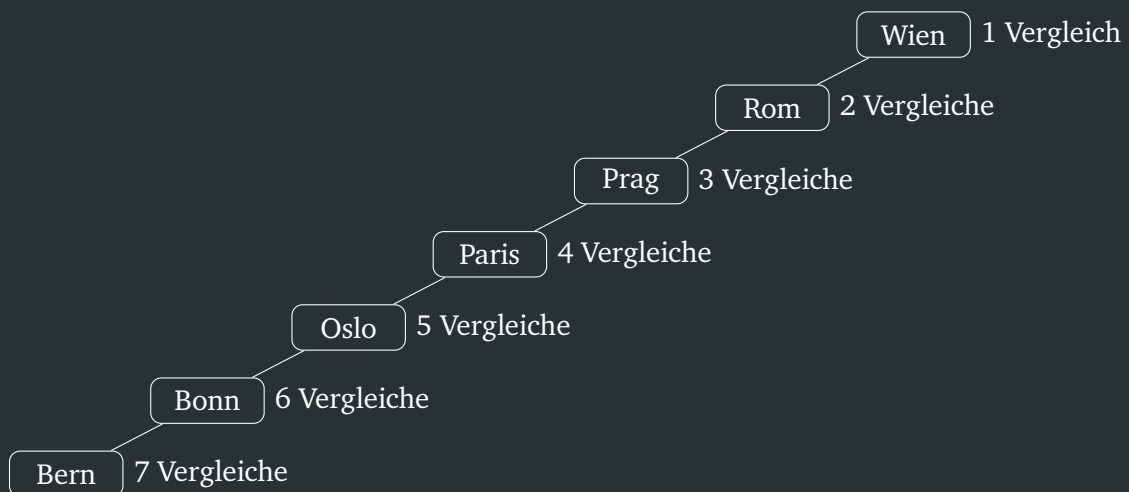 Wien 1 Vergleich
Rom 2 Vergleiche
Prag 3 Vergleiche
Paris 4 Vergleiche
Oslo 5 Vergleiche
Bonn 6 Vergleiche
Bern 7 Vergleiche